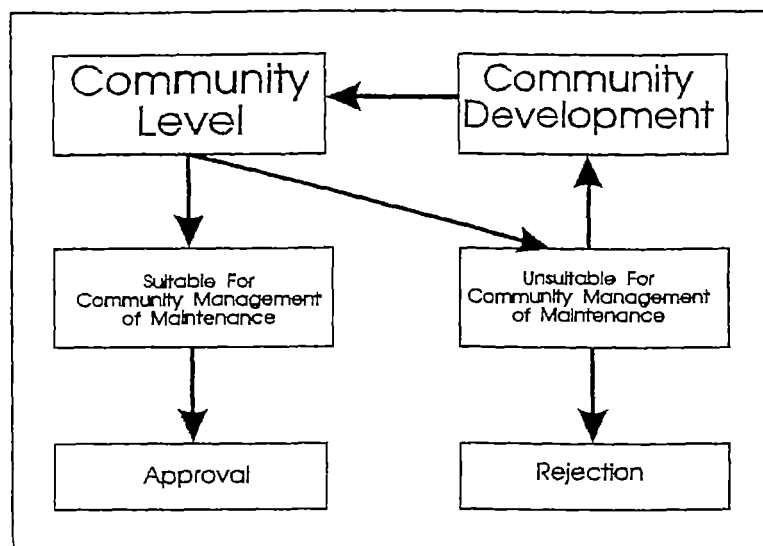 Community
Level
Community
Development
Suitable For
Community Management
of Maintenance
Unsuitable For
Community Management
of Maintenance
Approval
Rejection